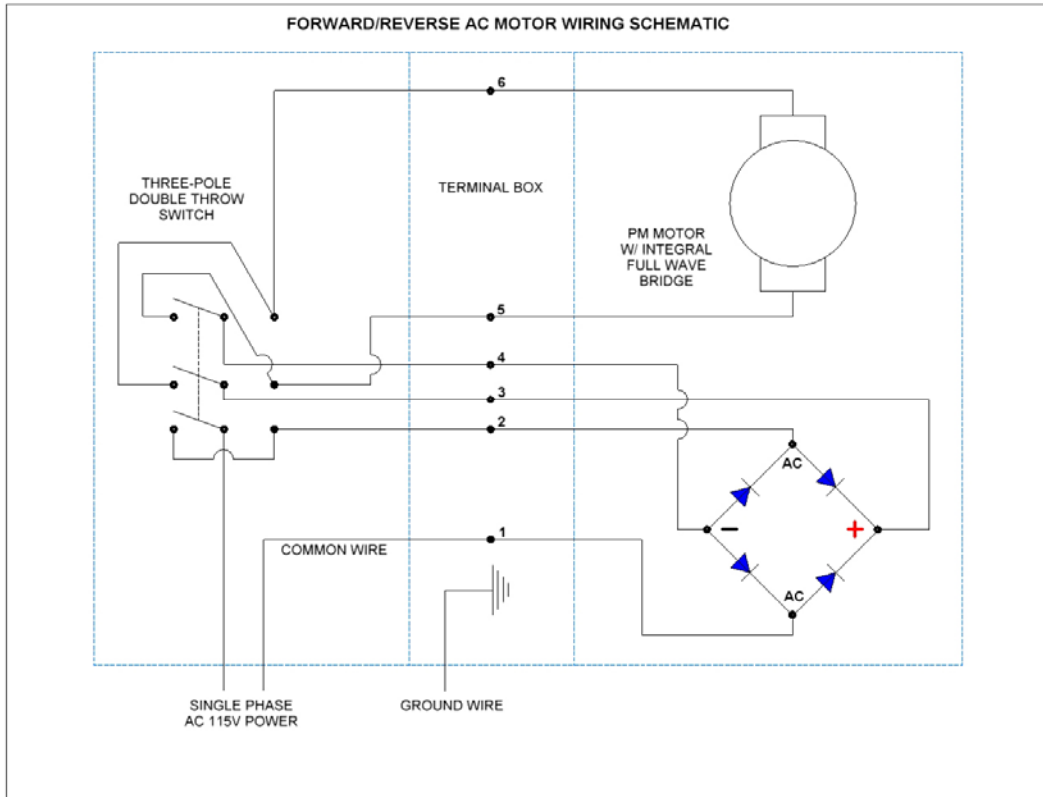 FORWARD/REVERSE AC MOTOR WIRING SCHEMATIC
6
THREE-POLE
DOUBLE THROW
SWITCH
TERMINAL BOX
PM MOTOR
W/ INTEGRAL
FULL WAVE
BRIDGE
5
4
3
2
AC
−
+
AC
1
COMMON WIRE
SINGLE PHASE
AC 115V POWER
GROUND WIRE